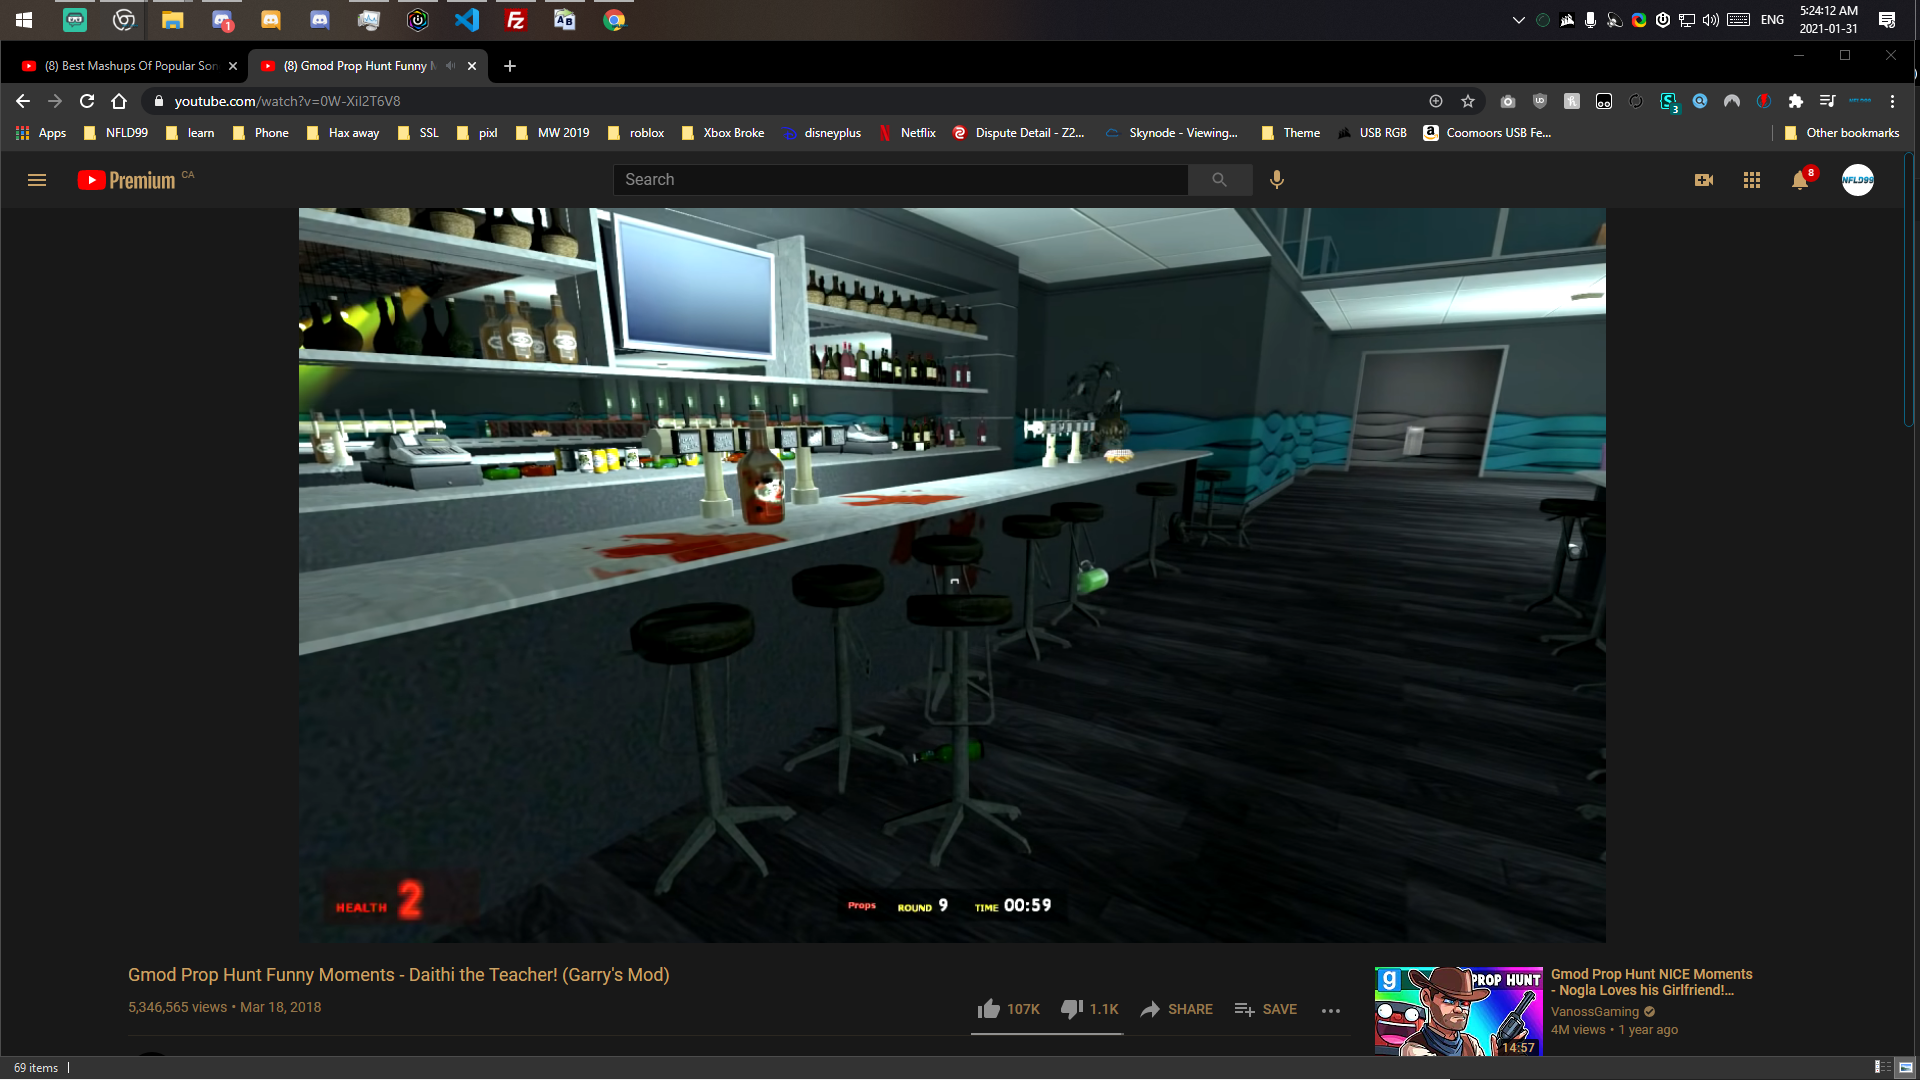 1
ENG
5:24:12 AM
2021-01-31
(8) Best Mashups Of Popular Son
(8) Gmod Prop Hunt Funny M
youtube.com/watch?v=0W-XiI2T6V8
3
Apps
NFLD99
learn
Phone
Hax away
SSL
pixl
MW 2019
roblox
Xbox Broke
disneyplus
Netflix
Dispute Detail - Z2...
Skynode - Viewing...
Theme
USB RGB
Coomoors USB Fe...
Other bookmarks
Premium CA
Search
8
NFLD99
HEALTH 2
Props ROUND 9 TIME 00:59
Gmod Prop Hunt Funny Moments - Daithi the Teacher! (Garry's Mod)
5,346,565 views • Mar 18, 2018
107K
1.1K
SHARE
SAVE
PROP HUNT
14:57
Gmod Prop Hunt NICE Moments
- Nogla Loves his Girlfriend!...
VanossGaming
4M views • 1 year ago
69 items